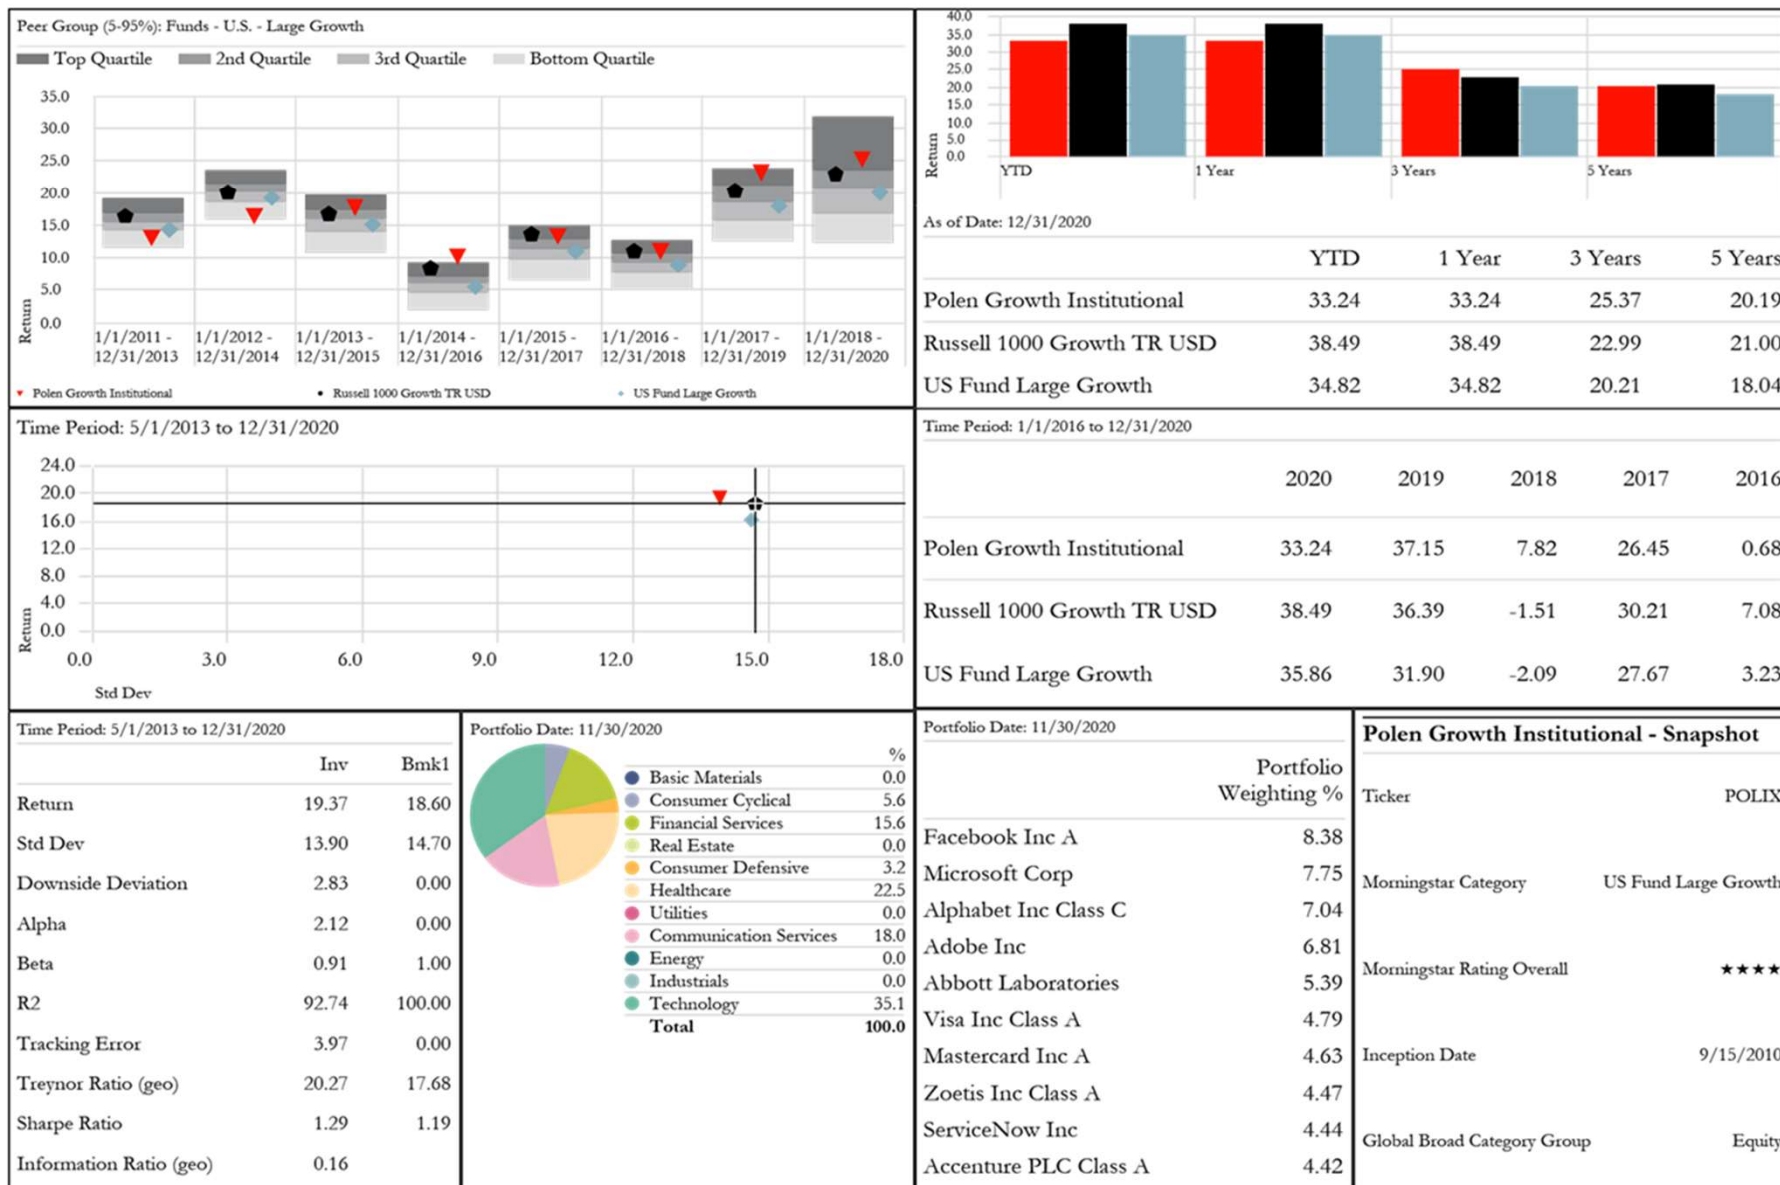 Peer Group (5-95%): Funds - U.S. - Large Growth
Top Quartile 2nd Quartile 3rd Quartile Bottom Quartile
35.0
30.0
25.0
20.0
15.0
10.0
5.0
0.0
Return
1/1/2011 - 1/1/2012 - 1/1/2013 - 1/1/2014 - 1/1/2015 - 1/1/2016 - 1/1/2017 - 1/1/2018 -
12/31/2013 12/31/2014 12/31/2015 12/31/2016 12/31/2017 12/31/2018 12/31/2019 12/31/2020
Polen Growth Institutional Russell 1000 Growth TR USD US Fund Large Growth
40.0
35.0
30.0
25.0
20.0
15.0
10.0
5.0
0.0
Return
YTD 1 Year 3 Years 5 Years
As of Date: 12/31/2020
YTD 1 Year 3 Years 5 Years
Polen Growth Institutional 33.24 33.24 25.37 20.19
Russell 1000 Growth TR USD 38.49 38.49 22.99 21.00
US Fund Large Growth 34.82 34.82 20.21 18.04
Time Period: 5/1/2013 to 12/31/2020
24.0
20.0
16.0
12.0
8.0
4.0
0.0
Return
0.0 3.0 6.0 9.0 12.0 15.0 18.0
Std Dev
Time Period: 1/1/2016 to 12/31/2020
2020 2019 2018 2017 2016
Polen Growth Institutional 33.24 37.15 7.82 26.45 0.68
Russell 1000 Growth TR USD 38.49 36.39 -1.51 30.21 7.08
US Fund Large Growth 35.86 31.90 -2.09 27.67 3.23
Time Period: 5/1/2013 to 12/31/2020
Inv Bmk1
Return 19.37 18.60
Std Dev 13.90 14.70
Downside Deviation 2.83 0.00
Alpha 2.12 0.00
Beta 0.91 1.00
R2 92.74 100.00
Tracking Error 3.97 0.00
Treynor Ratio (geo) 20.27 17.68
Sharpe Ratio 1.29 1.19
Information Ratio (geo) 0.16
Portfolio Date: 11/30/2020
%
Basic Materials 0.0
Consumer Cyclical 5.6
Financial Services 15.6
Real Estate 0.0
Consumer Defensive 3.2
Healthcare 22.5
Utilities 0.0
Communication Services 18.0
Energy 0.0
Industrials 0.0
Technology 35.1
Total 100.0
Portfolio Date: 11/30/2020
Portfolio
Weighting %
Facebook Inc A 8.38
Microsoft Corp 7.75
Alphabet Inc Class C 7.04
Adobe Inc 6.81
Abbott Laboratories 5.39
Visa Inc Class A 4.79
Mastercard Inc A 4.63
Zoetis Inc Class A 4.47
ServiceNow Inc 4.44
Accenture PLC Class A 4.42
Polen Growth Institutional - Snapshot
Ticker POLIX
Morningstar Category US Fund Large Growth
Morningstar Rating Overall ★★★★
Inception Date 9/15/2010
Global Broad Category Group Equity